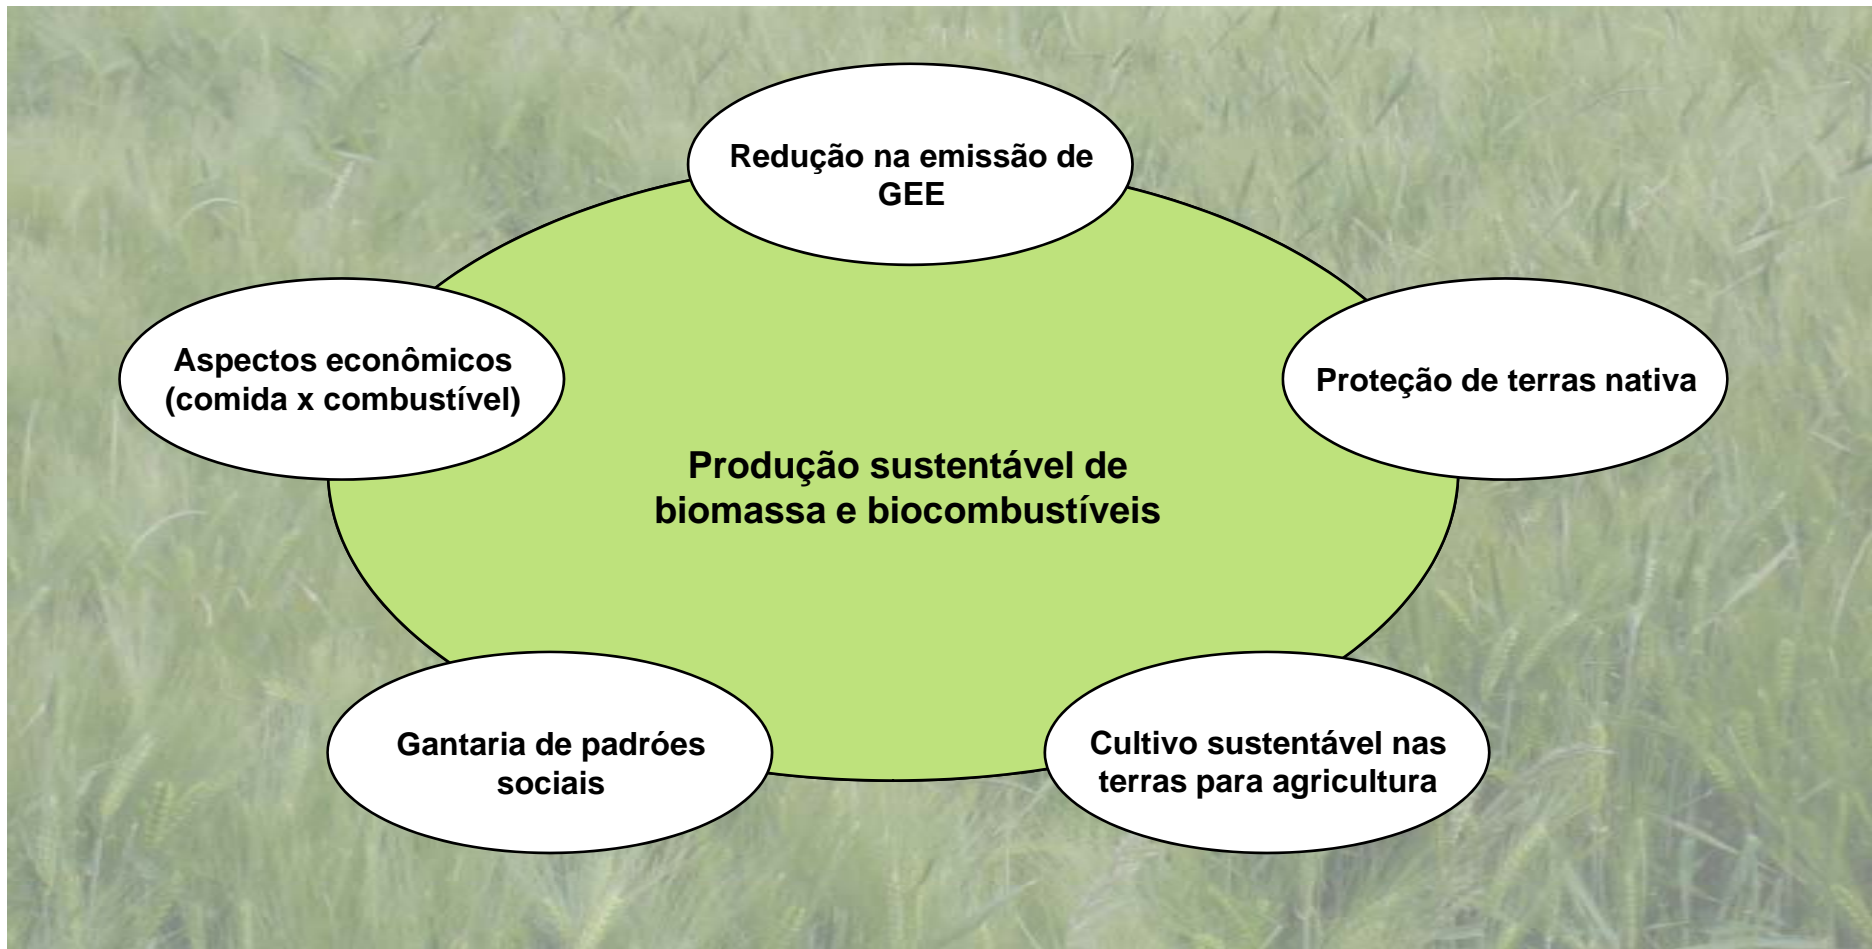 Redução na emissão de
GEE
Aspectos econômicos
(comida x combustível)
Proteção de terras nativa
Produção sustentável de
biomassa e biocombustíveis
Gantaria de padróes
sociais
Cultivo sustentável nas
terras para agricultura